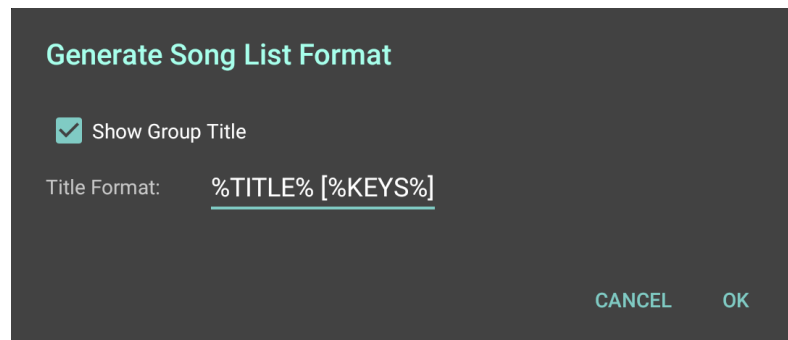 Generate Song List Format
Show Group Title
Title Format: %TITLE% [%KEYS%]
CANCEL OK